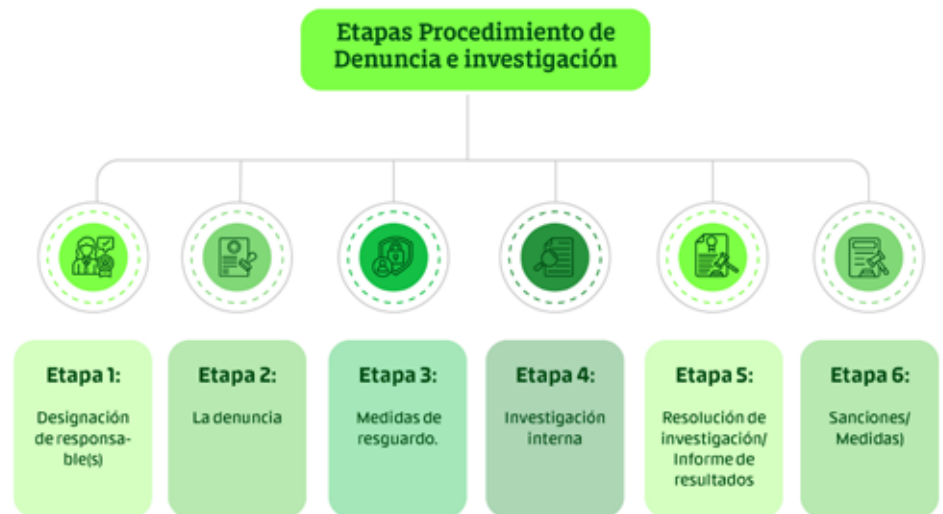 Etapas Procedimiento de
Denuncia e investigación
Etapa 1:
Designación
de responsa-
ble(s)
Etapa 2:
La denuncia
Etapa 3:
Medidas de
resguardo.
Etapa 4:
Investigación
interna
Etapa 5:
Resolución de
investigación/
Informe de
resultados
Etapa 6:
Sanciones/
Medidas)